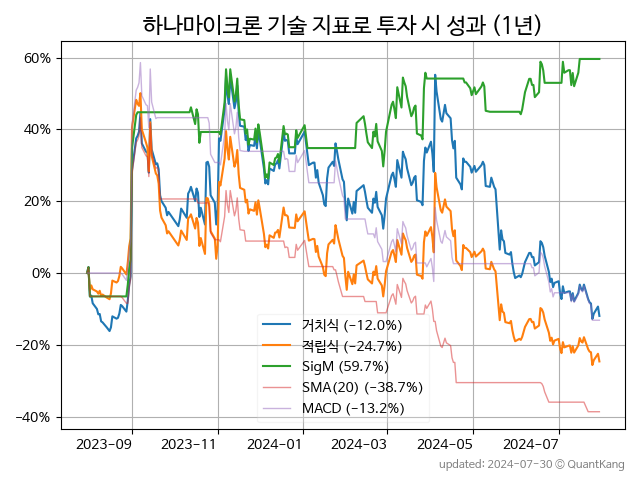 하나마이크론 기술 지표로 투자 시 성과 (1년)
60%
40%
20%
0%
−20%
−40%
거치식 (−12.0%)
적립식 (−24.7%)
SigM (59.7%)
SMA(20) (−38.7%)
MACD (−13.2%)
2023−09 2023−11 2024−01 2024−03 2024−05 2024−07
updated: 2024-07-30 © QuantKang